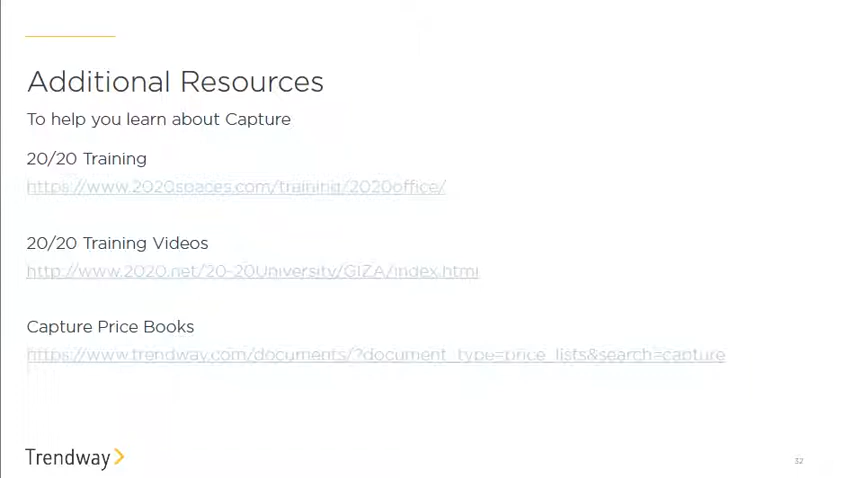 Additional Resources
To help you learn about Capture
20/20 Training
https://www.2020spaces.com/training/2020office/
20/20 Training Videos
http://www.2020.net/20-20University/GIZA/index.html
Capture Price Books
https://www.trendway.com/documents/?document_type=price_lists&search=capture
Trendway
32